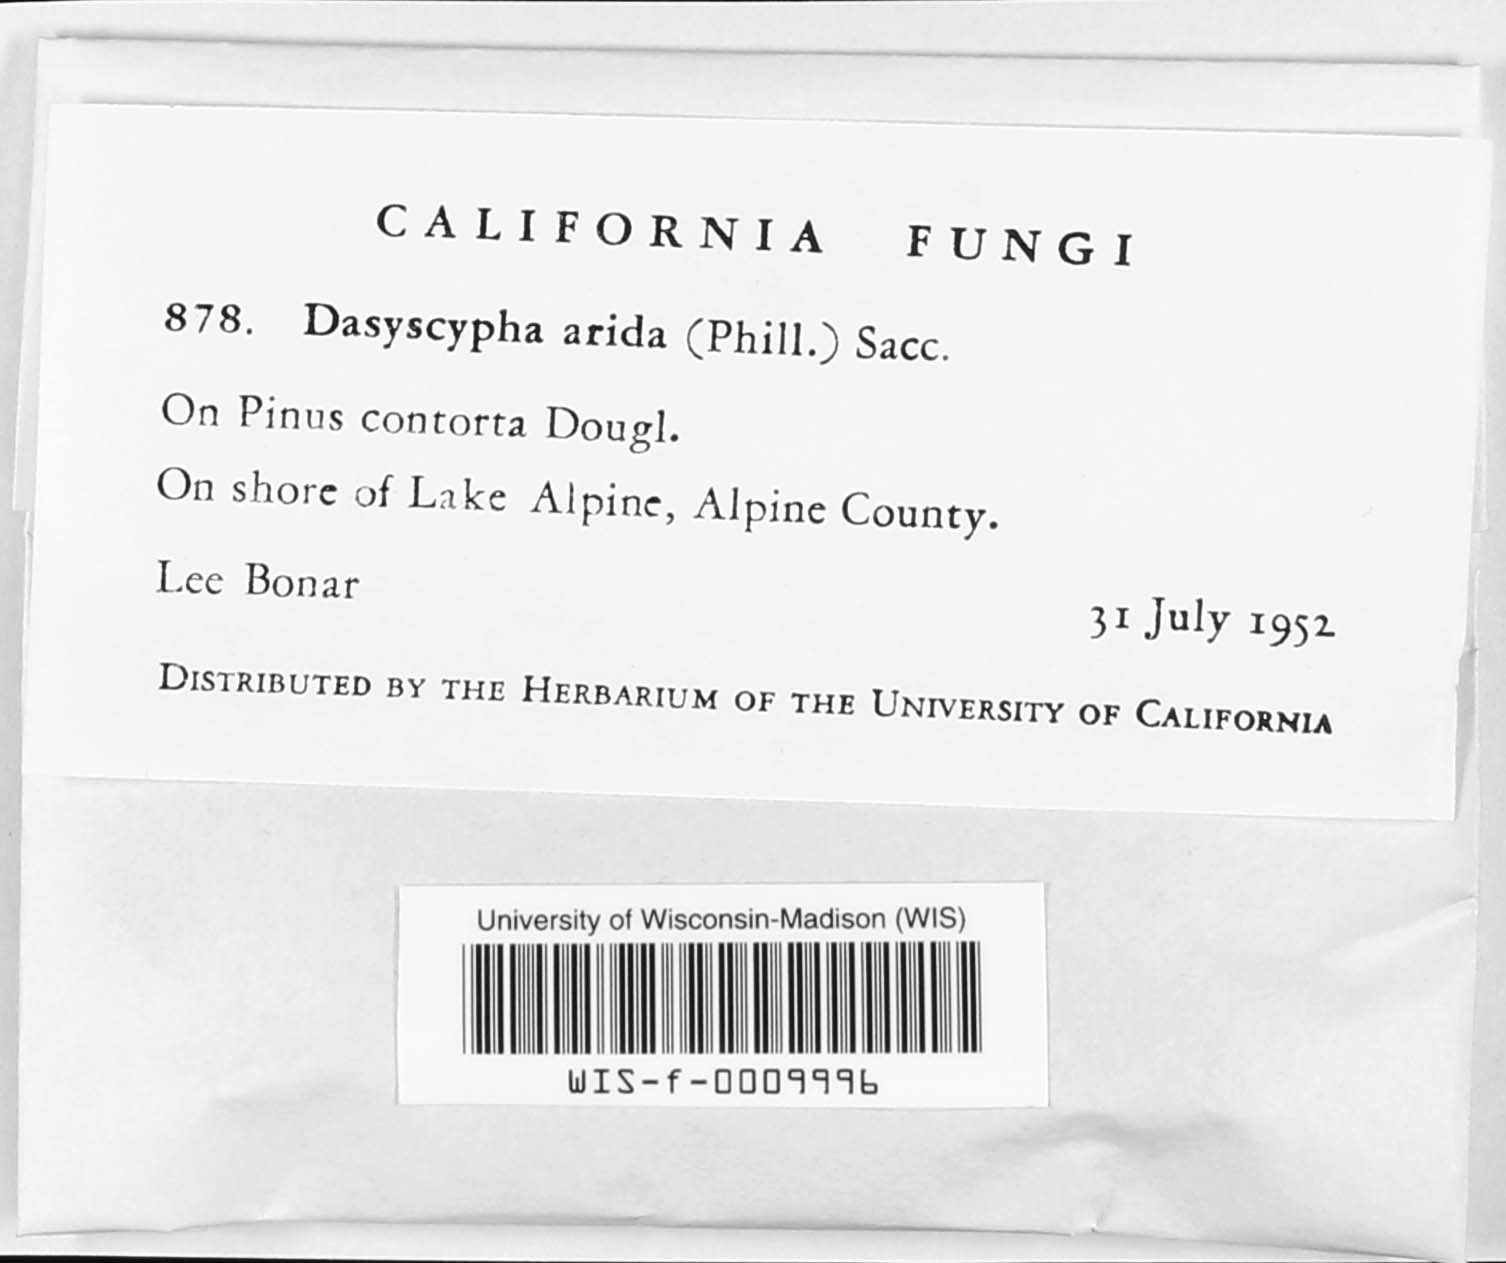 CALIFORNIA FUNGI
878. Dasyscypha arida (Phill.) Sacc.
On Pinus contorta Dougl.
On shore of Lake Alpine, Alpine County.
Lee Bonar
31 July 1952
DISTRIBUTED BY THE HERBARIUM OF THE UNIVERSITY OF CALIFORNIA
University of Wisconsin-Madison (WIS)
WIS-f-0009996